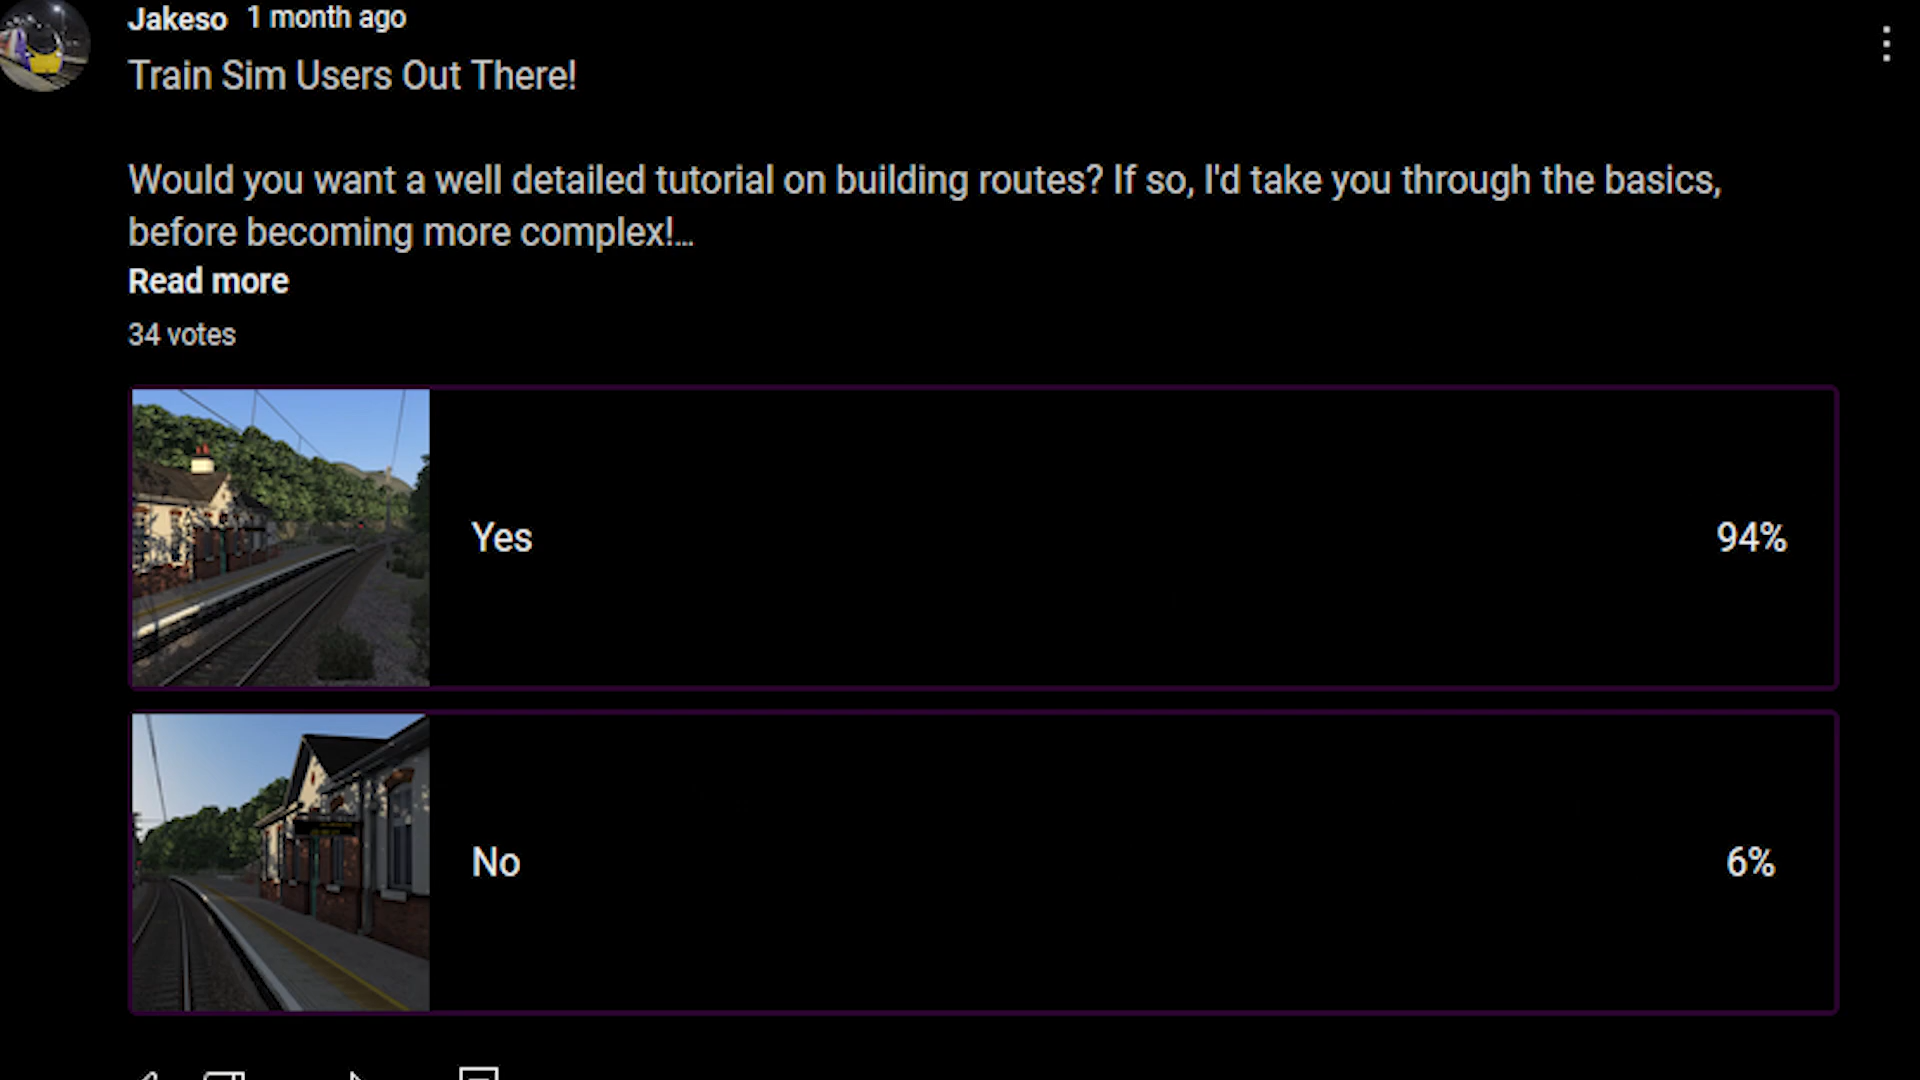 Jakeso 1 month ago
Train Sim Users Out There!
Would you want a well detailed tutorial on building routes? If so, I'd take you through the basics,
before becoming more complex!...
Read more
34 votes
Yes 94%
No 6%